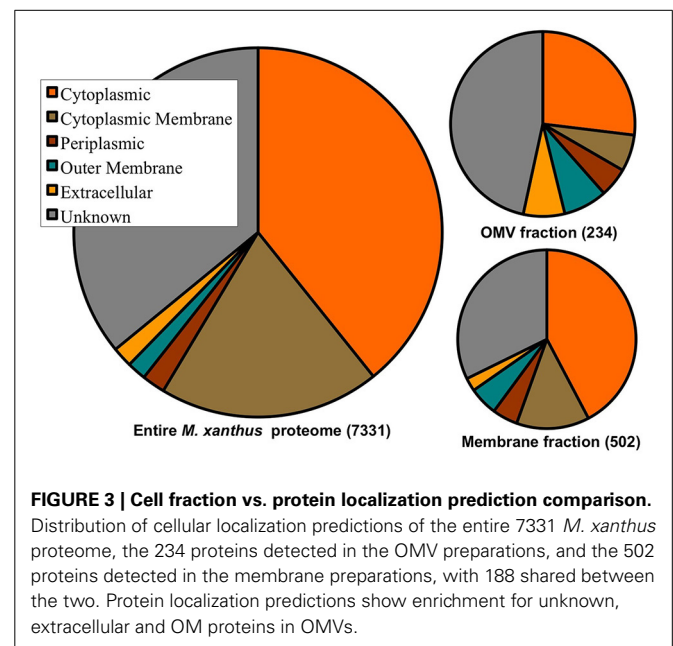 Cytoplasmic
Cytoplasmic Membrane
Periplasmic
Outer Membrane
Extracellular
Unknown
OMV fraction (234)
Entire M. xanthus proteome (7331)
Membrane fraction (502)
FIGURE 3 | Cell fraction vs. protein localization prediction comparison.
Distribution of cellular localization predictions of the entire 7331 M. xanthus
proteome, the 234 proteins detected in the OMV preparations, and the 502
proteins detected in the membrane preparations, with 188 shared between
the two. Protein localization predictions show enrichment for unknown,
extracellular and OM proteins in OMVs.